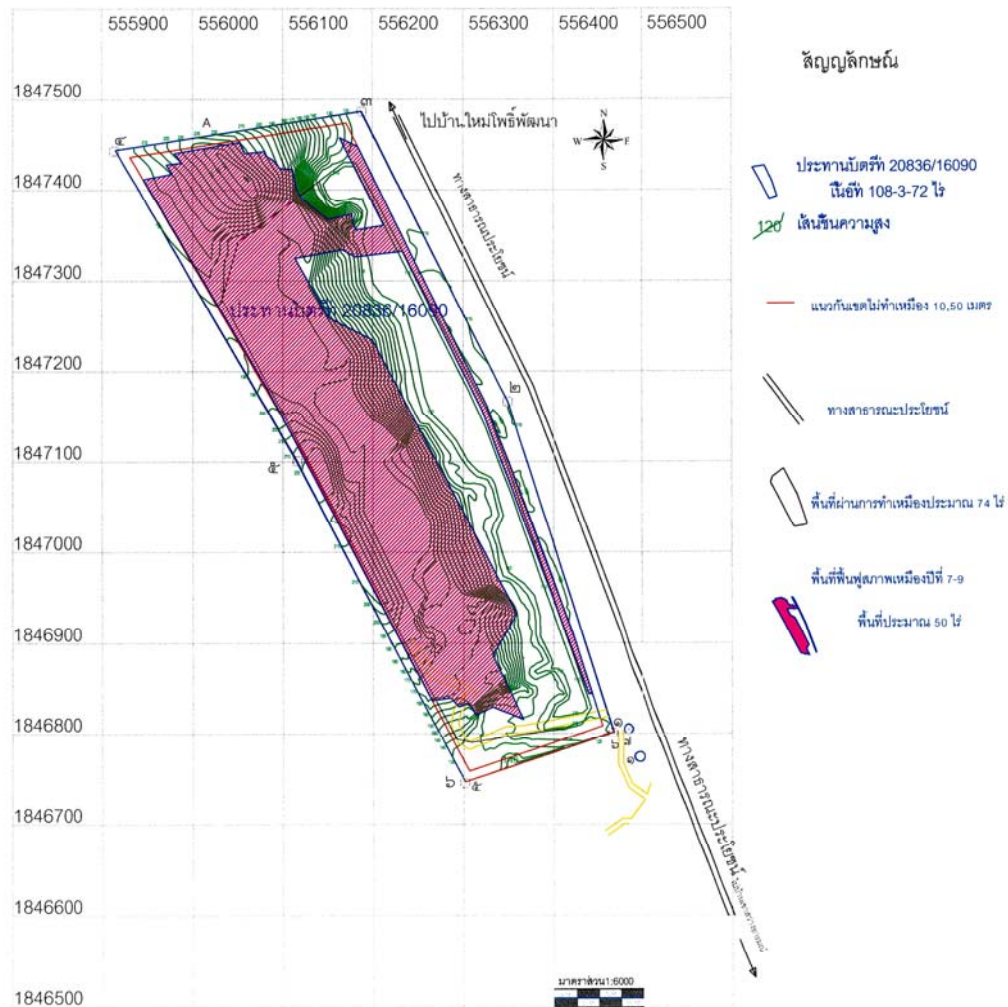 555900 556000 556100 556200 556300 556400 556500
สัญญลักษณ์
1847500
1847400
1847300
1847200
1847100
1847000
1846900
1846800
1846700
1846600
1846500
ไปบ้านใหม่โพธิ์พัฒนา
N
W
S
A
๓
๔
๒
๕
ทางสาธารณะประโยชน์
ประทานบัตรที่ 20836/16090
ทางสาธารณะประโยชน์
มาตราส่วน1:6000
ประทานบัตรที่ 20836/16090
เนื้อที่ 108-3-72 ไร่
120 เส้นชั้นความสูง
แนวกันเขตไม่ทำเหมือง 10,50 เมตร
ทางสาธารณะประโยชน์
พื้นที่ผ่านการทำเหมืองประมาณ 74 ไร่
พื้นที่ฟื้นฟูสภาพเหมืองปีที่ 7-9
พื้นที่ประมาณ 50 ไร่